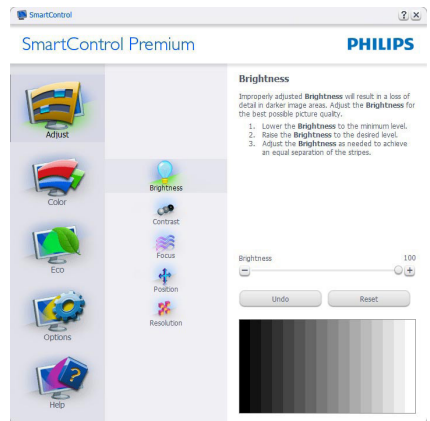 SmartControl
? x
SmartControl Premium
PHILIPS
Adjust
Color
Eco
Options
Help
Brightness
Contrast
Focus
Position
Resolution
Brightness
Improperly adjusted Brightness will result in a loss of
detail in darker image areas. Adjust the Brightness for
the best possible picture quality.
1. Lower the Brightness to the minimum level.
2. Raise the Brightness to the desired level.
3. Adjust the Brightness as needed to achieve
an equal separation of the stripes.
Brightness 100
Undo Reset